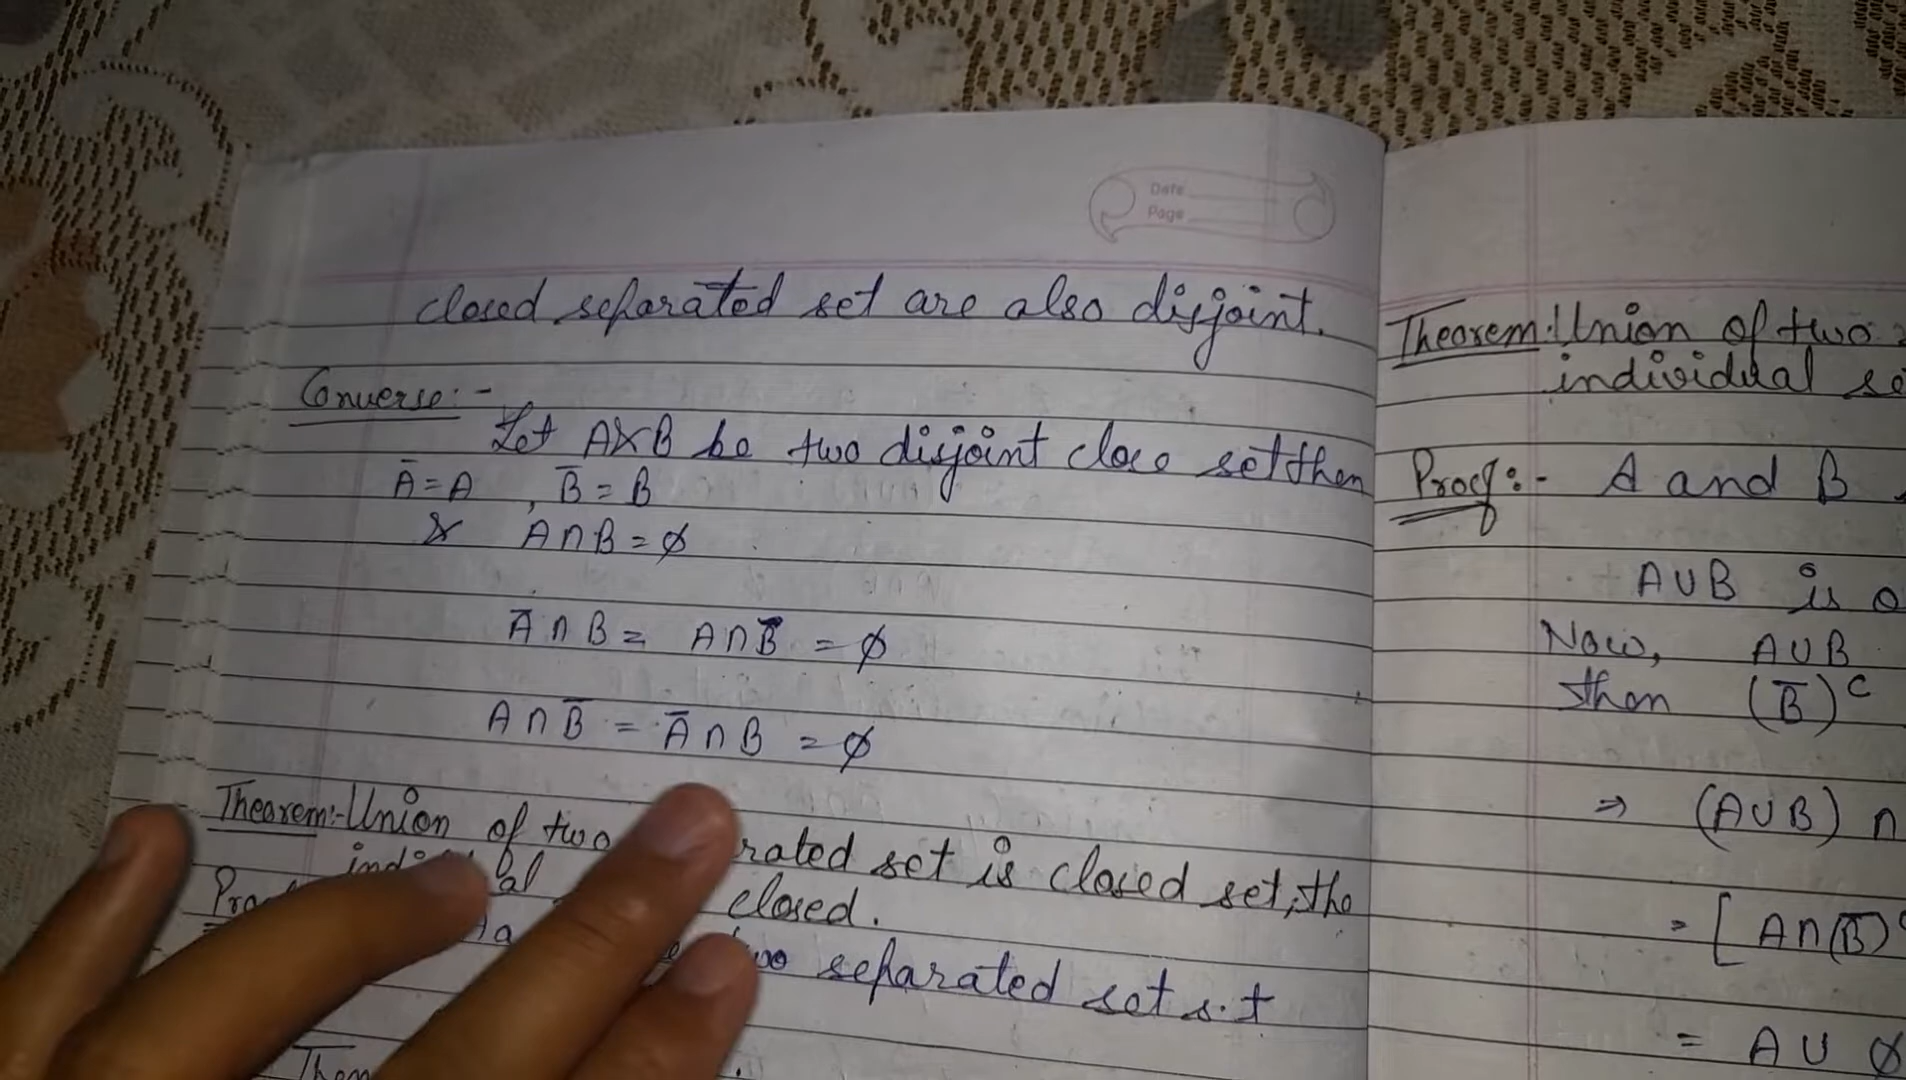 Date
Page
closed separated set are also disjoint.
Converse:-
Let A & B be two disjoint close set then
Ā = A , B̄ = B
& A∩B = ϕ
Ā∩B = A∩B̄ = ϕ
A∩B̄ = Ā∩B = ϕ
Theorem:- Union of two rated set is closed set, the
closed.
separated set s.t
Theorem:- Union of two
individual
Proof:- A and B
A∪B is
Now, A∪B
then (B̄)ᶜ
⇒ (A∪B) ∩
= [A∩(B̄)ᶜ
= A∪ϕ